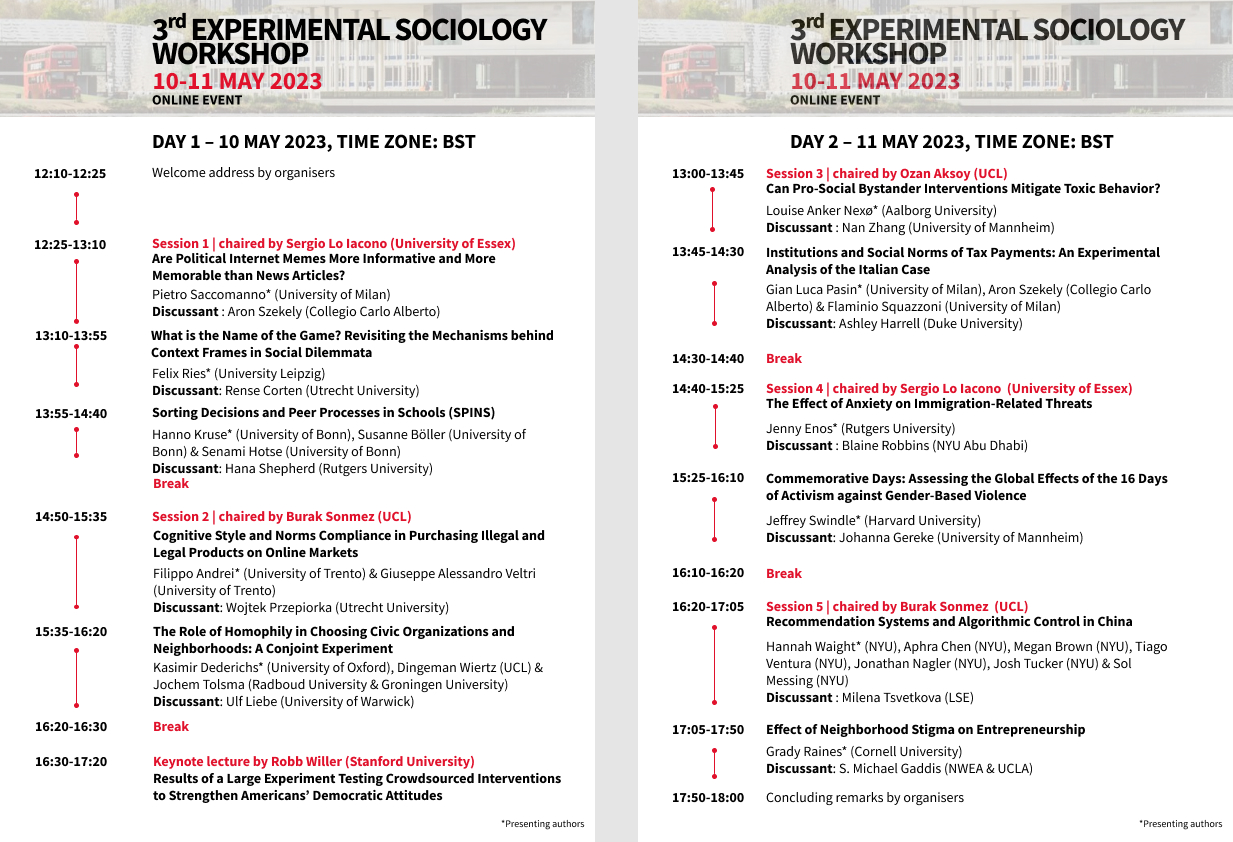 3rd EXPERIMENTAL SOCIOLOGY
WORKSHOP
10-11 MAY 2023
ONLINE EVENT
DAY 1 – 10 MAY 2023, TIME ZONE: BST
12:10-12:25 Welcome address by organisers
12:25-13:10 Session 1 | chaired by Sergio Lo Iacono (University of Essex)
Are Political Internet Memes More Informative and More
Memorable than News Articles?
Pietro Saccomanno* (University of Milan)
Discussant : Aron Szekely (Collegio Carlo Alberto)
13:10-13:55 What is the Name of the Game? Revisiting the Mechanisms behind
Context Frames in Social Dilemmata
Felix Ries* (University Leipzig)
Discussant: Rense Corten (Utrecht University)
13:55-14:40 Sorting Decisions and Peer Processes in Schools (SPINS)
Hanno Kruse* (University of Bonn), Susanne Böller (University of
Bonn) & Senami Hotse (University of Bonn)
Discussant: Hana Shepherd (Rutgers University)
Break
14:50-15:35 Session 2 | chaired by Burak Sonmez (UCL)
Cognitive Style and Norms Compliance in Purchasing Illegal and
Legal Products on Online Markets
Filippo Andrei* (University of Trento) & Giuseppe Alessandro Veltri
(University of Trento)
Discussant: Wojtek Przepiorka (Utrecht University)
15:35-16:20 The Role of Homophily in Choosing Civic Organizations and
Neighborhoods: A Conjoint Experiment
Kasimir Dederichs* (University of Oxford), Dingeman Wiertz (UCL) &
Jochem Tolsma (Radboud University & Groningen University)
Discussant: Ulf Liebe (University of Warwick)
16:20-16:30 Break
16:30-17:20 Keynote lecture by Robb Willer (Stanford University)
Results of a Large Experiment Testing Crowdsourced Interventions
to Strengthen Americans’ Democratic Attitudes
*Presenting authors
3rd EXPERIMENTAL SOCIOLOGY
WORKSHOP
10-11 MAY 2023
ONLINE EVENT
DAY 2 – 11 MAY 2023, TIME ZONE: BST
13:00-13:45 Session 3 | chaired by Ozan Aksoy (UCL)
Can Pro-Social Bystander Interventions Mitigate Toxic Behavior?
Louise Anker Nexø* (Aalborg University)
Discussant : Nan Zhang (University of Mannheim)
13:45-14:30 Institutions and Social Norms of Tax Payments: An Experimental
Analysis of the Italian Case
Gian Luca Pasin* (University of Milan), Aron Szekely (Collegio Carlo
Alberto) & Flaminio Squazzoni (University of Milan)
Discussant: Ashley Harrell (Duke University)
14:30-14:40 Break
14:40-15:25 Session 4 | chaired by Sergio Lo Iacono (University of Essex)
The Effect of Anxiety on Immigration-Related Threats
Jenny Enos* (Rutgers University)
Discussant : Blaine Robbins (NYU Abu Dhabi)
15:25-16:10 Commemorative Days: Assessing the Global Effects of the 16 Days
of Activism against Gender-Based Violence
Jeffrey Swindle* (Harvard University)
Discussant: Johanna Gereke (University of Mannheim)
16:10-16:20 Break
16:20-17:05 Session 5 | chaired by Burak Sonmez (UCL)
Recommendation Systems and Algorithmic Control in China
Hannah Waight* (NYU), Aphra Chen (NYU), Megan Brown (NYU), Tiago
Ventura (NYU), Jonathan Nagler (NYU), Josh Tucker (NYU) & Sol
Messing (NYU)
Discussant : Milena Tsvetkova (LSE)
17:05-17:50 Effect of Neighborhood Stigma on Entrepreneurship
Grady Raines* (Cornell University)
Discussant: S. Michael Gaddis (NWEA & UCLA)
17:50-18:00 Concluding remarks by organisers
*Presenting authors